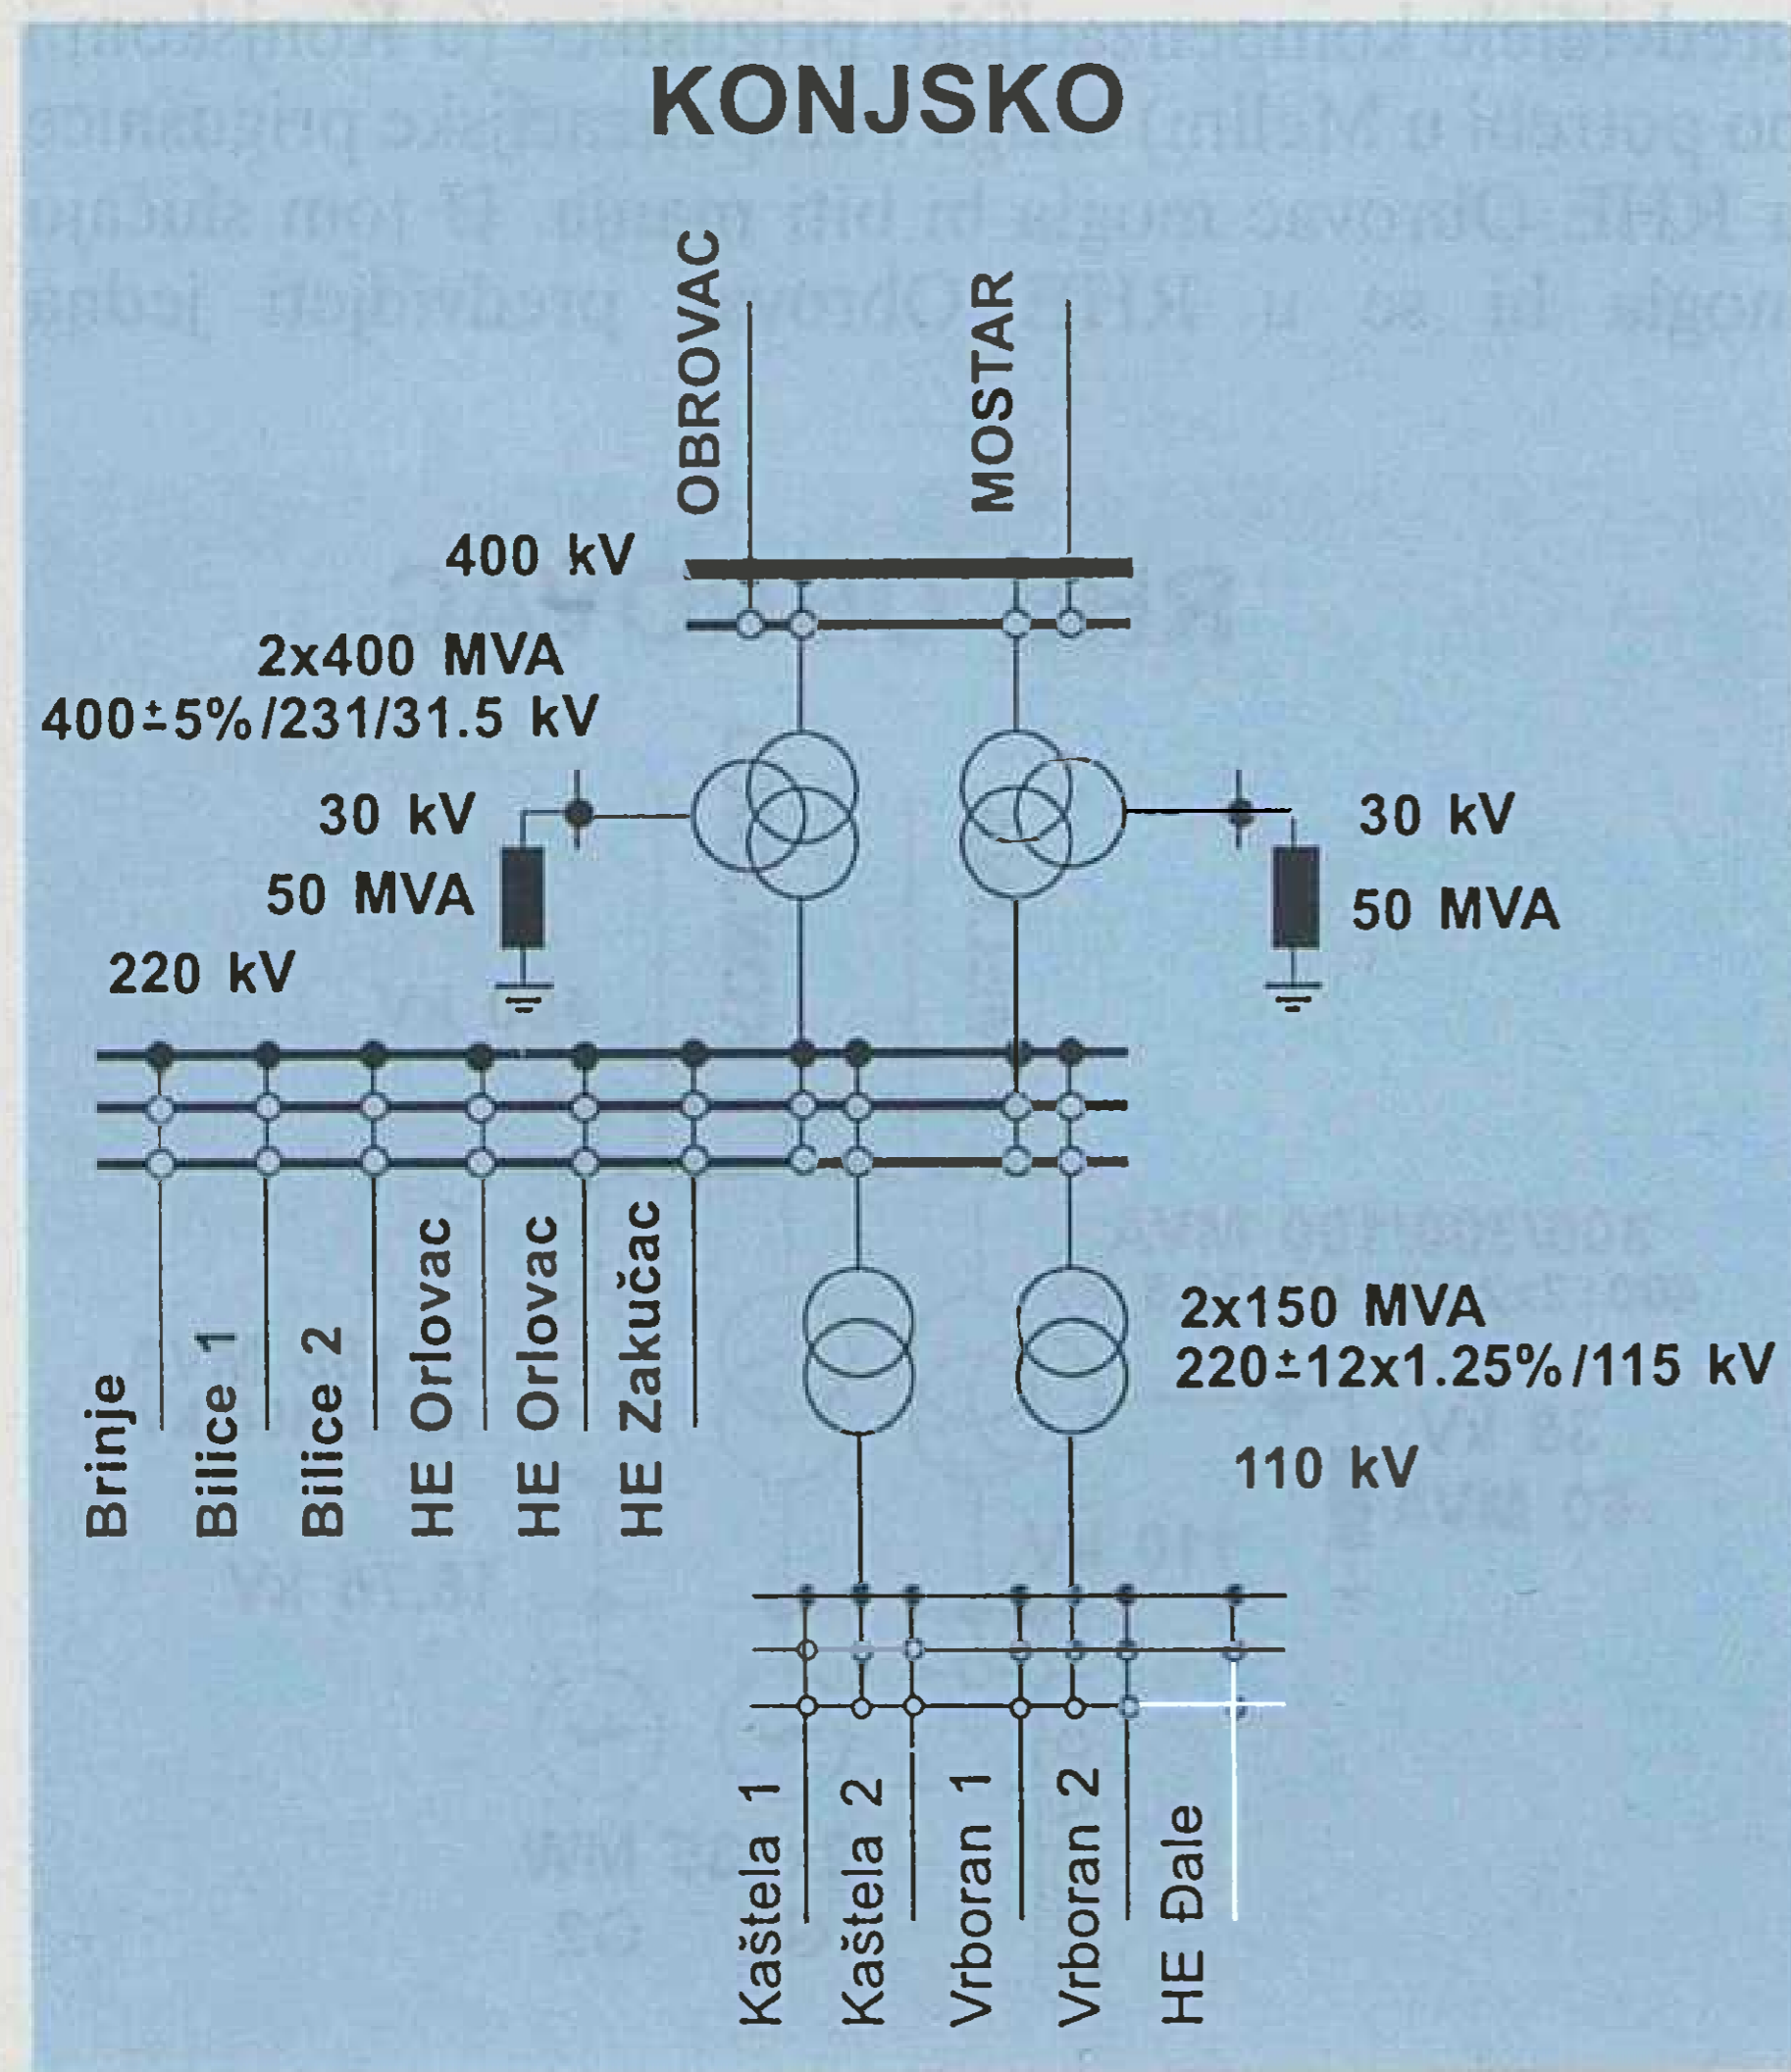 KONJSKO
OBROVAC
MOSTAR
400 kV
2x400 MVA
400±5%/231/31.5 kV
30 kV
50 MVA
30 kV
50 MVA
220 kV
Brinje
Bilice 1
Bilice 2
HE Orlovac
HE Orlovac
HE Zakučac
2x150 MVA
220±12x1.25%/115 kV
110 kV
Kaštela 1
Kaštela 2
Vrboran 1
Vrboran 2
HE Đale